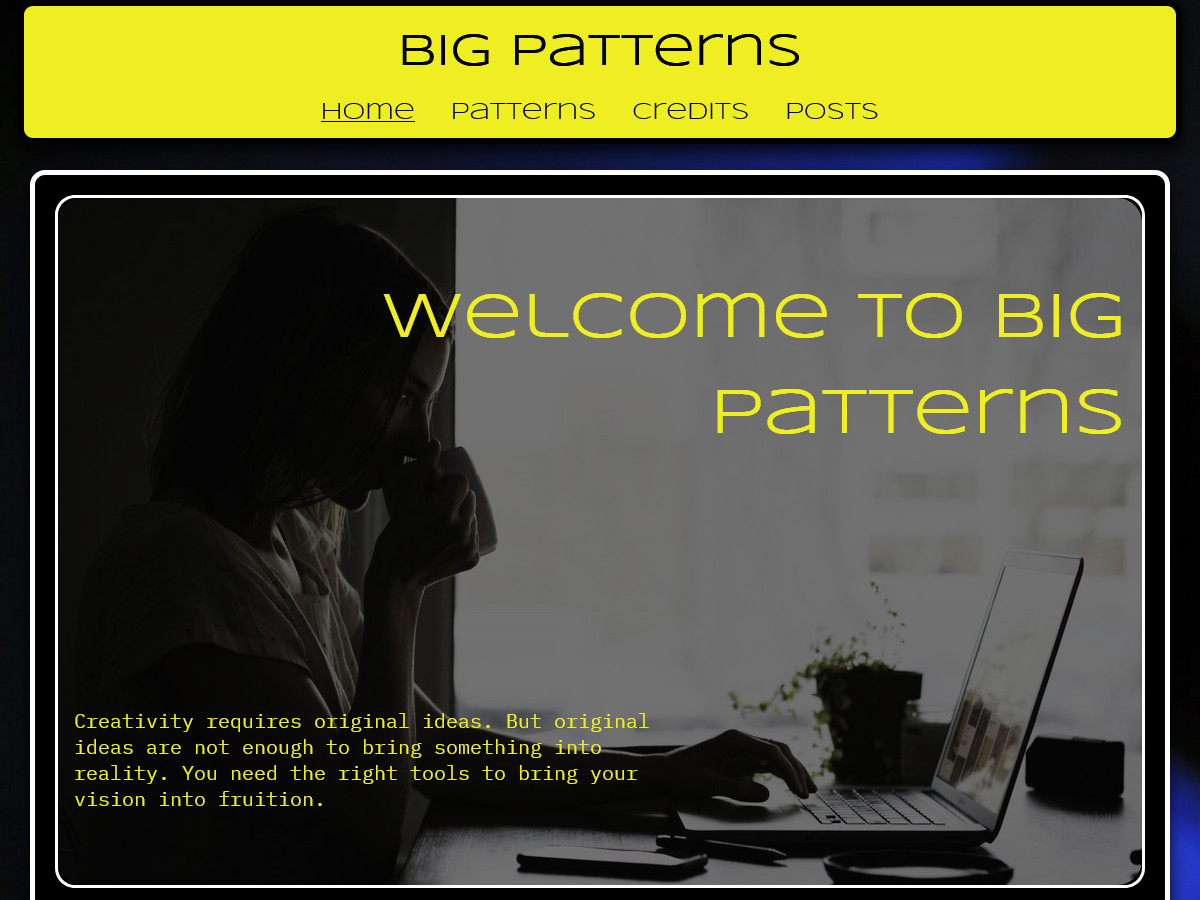 Big Patterns
Home Patterns Credits Posts
Welcome to Big
Patterns
Creativity requires original ideas. But original
ideas are not enough to bring something into
reality. You need the right tools to bring your
vision into fruition.